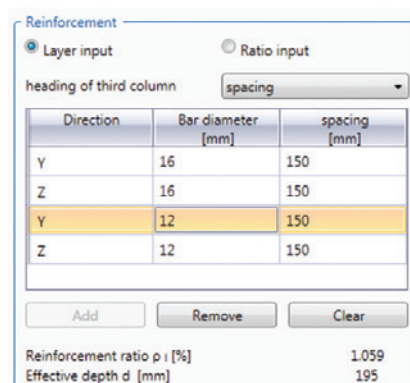 Reinforcement
Layer input Ratio input
heading of third column spacing
Direction Bar diameter [mm] spacing [mm]
Y 16 150
Z 16 150
Y 12 150
Z 12 150
Add Remove Clear
Reinforcement ratio ρ l [%] 1.059
Effective depth d [mm] 195